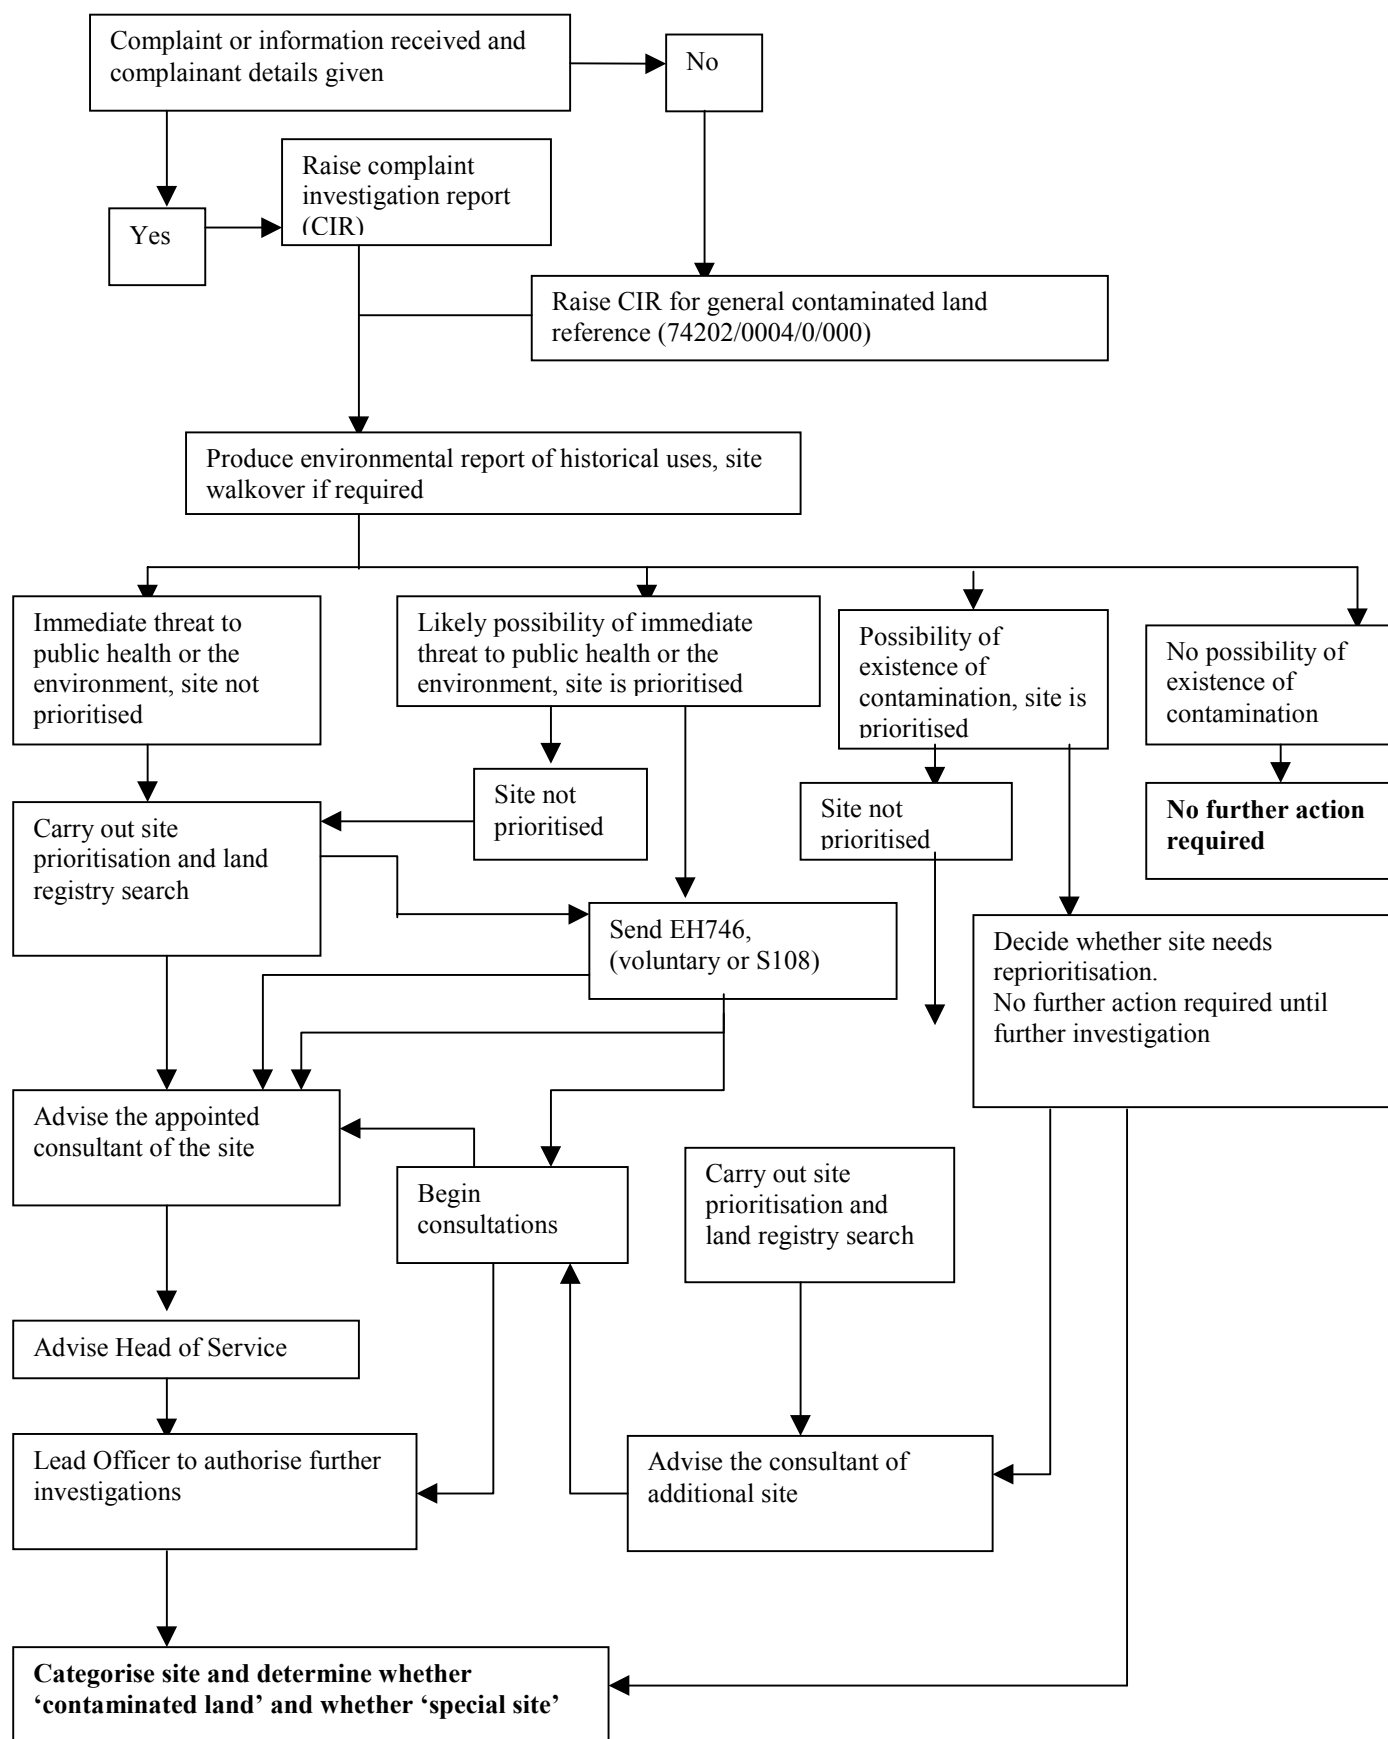 Complaint or information received and
complainant details given
No
Raise complaint
investigation report
(CIR)
Yes
Raise CIR for general contaminated land
reference (74202/0004/0/000)
Produce environmental report of historical uses, site
walkover if required
Immediate threat to
public health or the
environment, site not
prioritised
Likely possibility of immediate
threat to public health or the
environment, site is prioritised
Possibility of
existence of
contamination, site is
prioritised
No possibility of
existence of
contamination
Site not
prioritised
Site not
prioritised
No further action
required
Carry out site
prioritisation and land
registry search
Send EH746,
(voluntary or S108)
Decide whether site needs
reprioritisation.
No further action required until
further investigation
Advise the appointed
consultant of the site
Begin
consultations
Carry out site
prioritisation and
land registry search
Advise Head of Service
Lead Officer to authorise further
investigations
Advise the consultant of
additional site
Categorise site and determine whether
‘contaminated land’ and whether ‘special site’